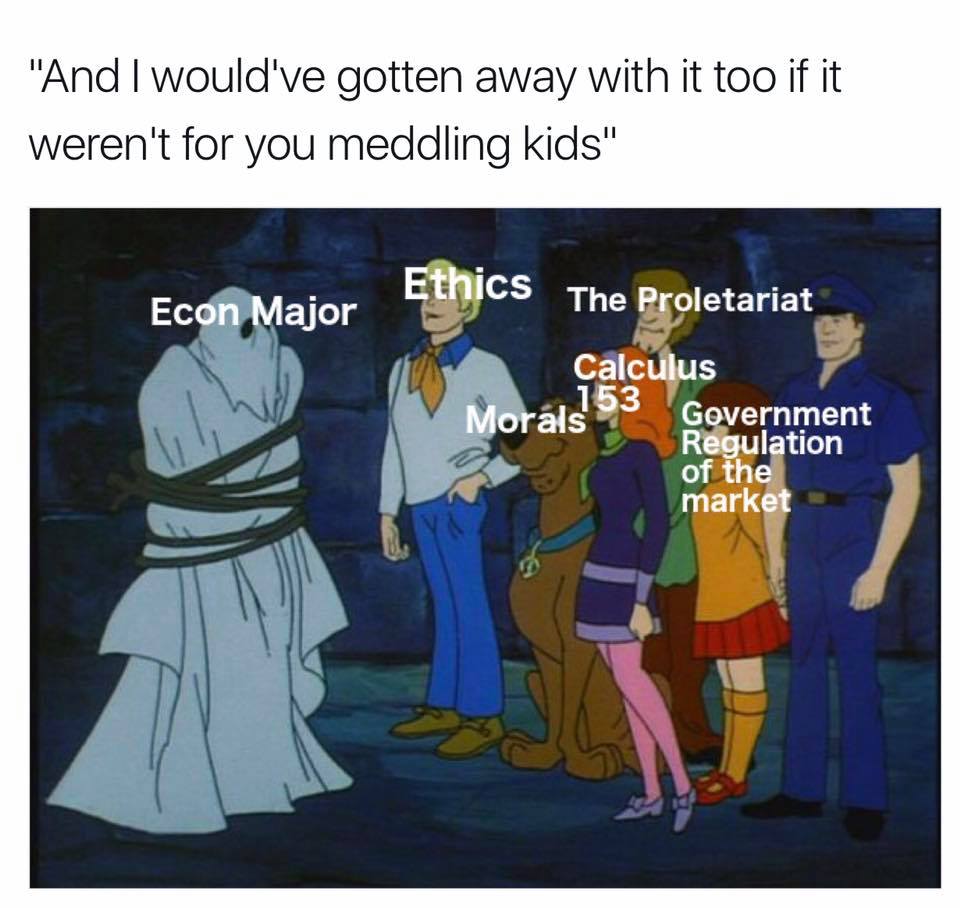 "And I would've gotten away with it too if it
weren't for you meddling kids"
Econ Major
Ethics
The Proletariat
Calculus
153
Morals
Government
Regulation
of the
market